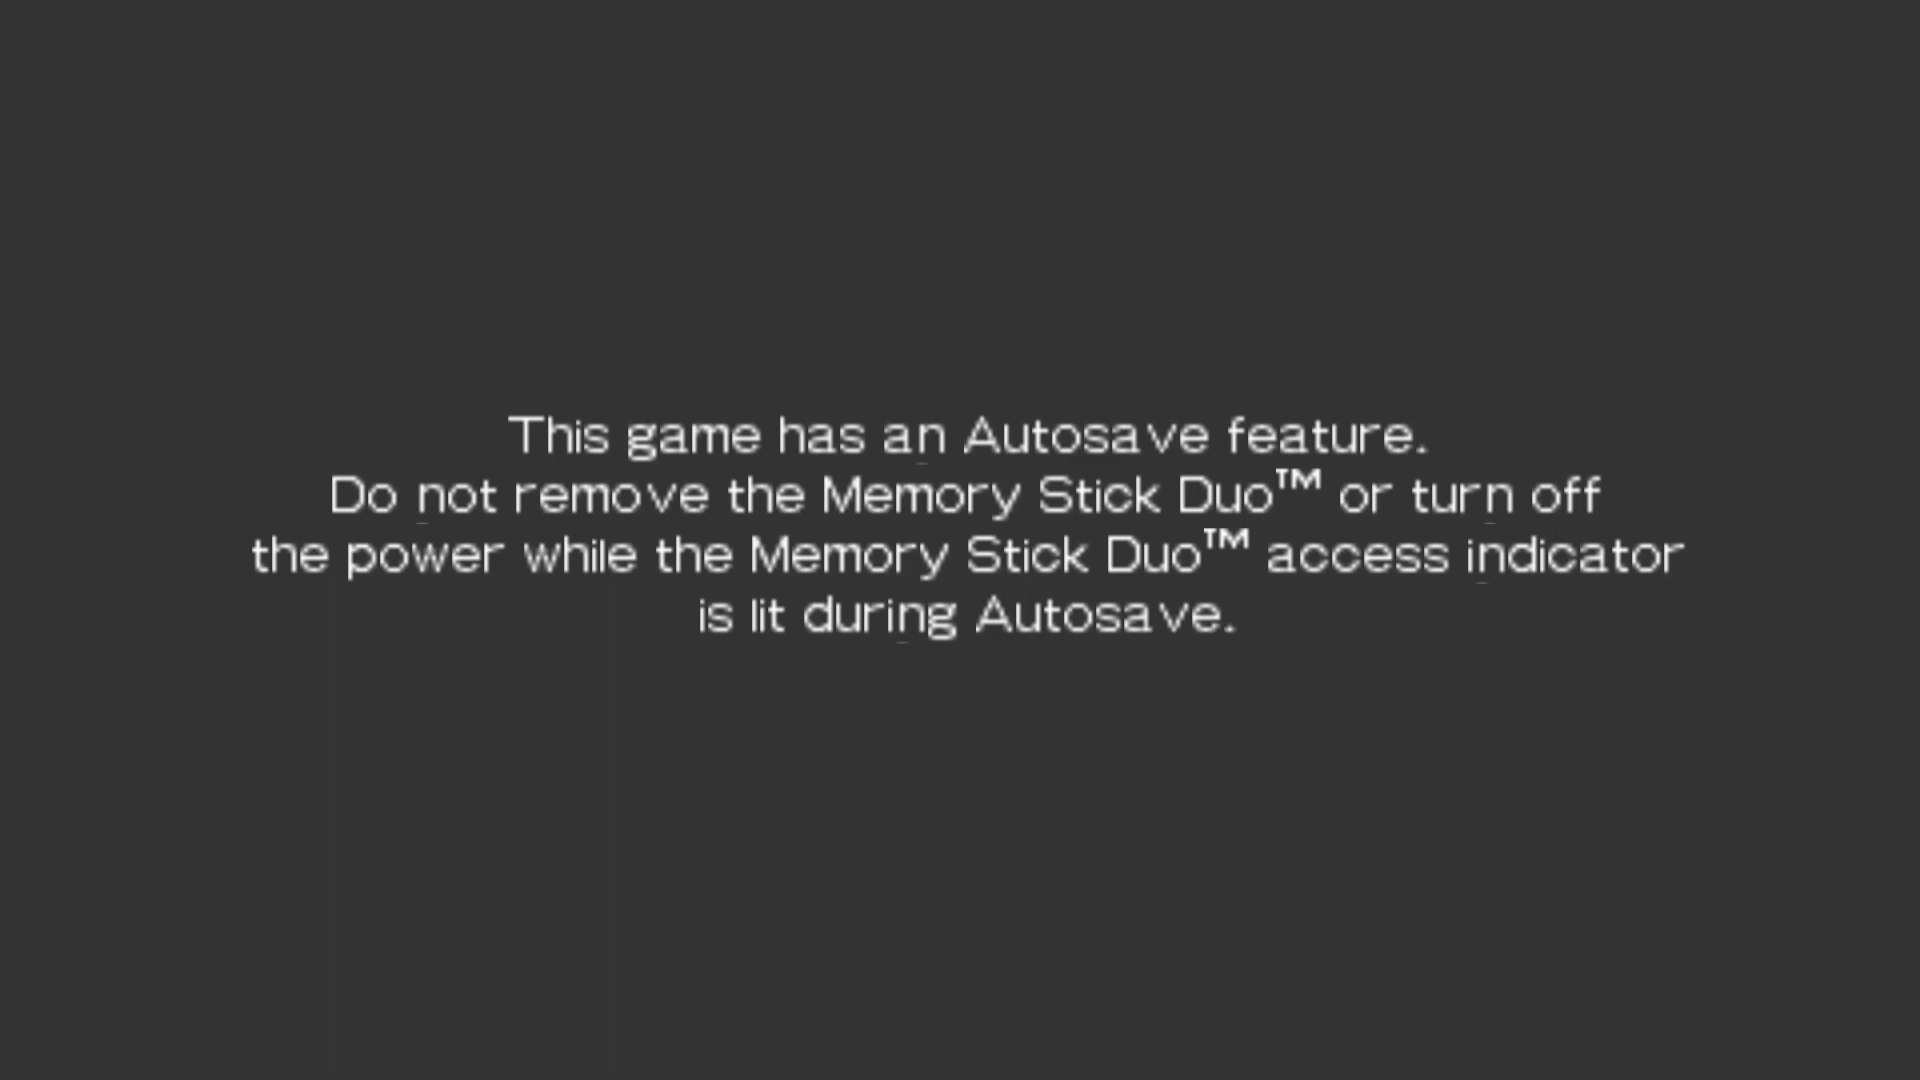 This game has an Autosave feature.
Do not remove the Memory Stick Duo™ or turn off
the power while the Memory Stick Duo™ access indicator
is lit during Autosave.